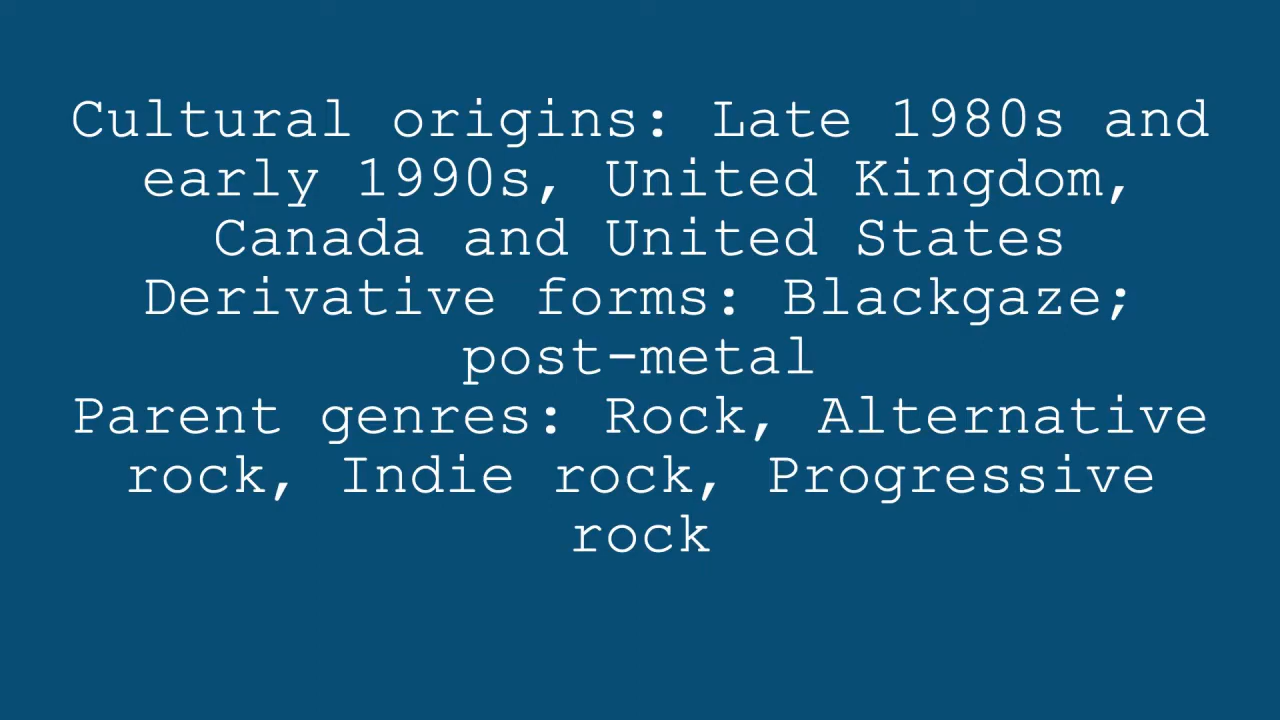 Cultural origins: Late 1980s and
early 1990s, United Kingdom,
Canada and United States
Derivative forms: Blackgaze;
post-metal
Parent genres: Rock, Alternative
rock, Indie rock, Progressive
rock